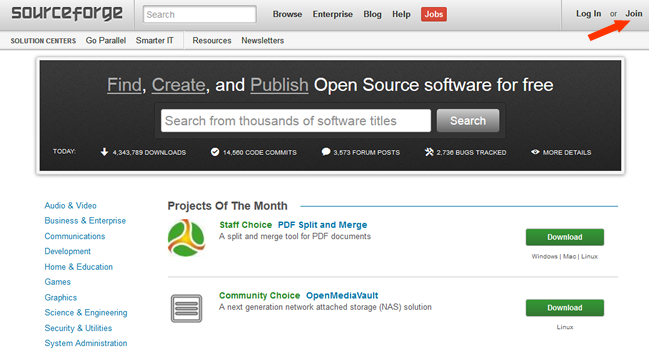 sourceforge
Search
Browse Enterprise Blog Help Jobs
Log In or Join
SOLUTION CENTERS Go Parallel Smarter IT Resources Newsletters
Find, Create, and Publish Open Source software for free
Search from thousands of software titles
Search
TODAY: 4,343,789 DOWNLOADS 14,560 CODE COMMITS 3,573 FORUM POSTS 2,736 BUGS TRACKED MORE DETAILS
Audio & Video
Business & Enterprise
Communications
Development
Home & Education
Games
Graphics
Science & Engineering
Security & Utilities
System Administration
Projects Of The Month
Staff Choice PDF Split and Merge
A split and merge tool for PDF documents
Download
Windows | Mac | Linux
Community Choice OpenMediaVault
A next generation network attached storage (NAS) solution
Download
Linux